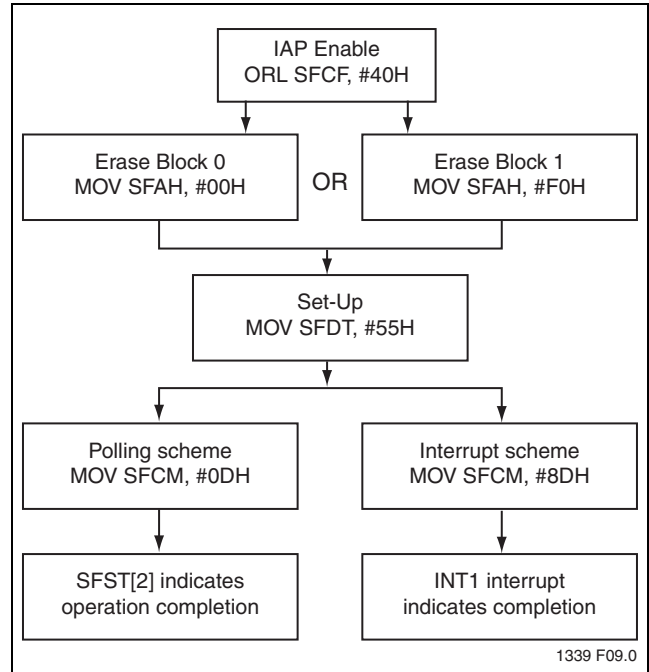 IAP Enable
ORL SFCF, #40H
Erase Block 0
MOV SFAH, #00H
OR
Erase Block 1
MOV SFAH, #F0H
Set-Up
MOV SFDT, #55H
Polling scheme
MOV SFCM, #0DH
Interrupt scheme
MOV SFCM, #8DH
SFST[2] indicates
operation completion
INT1 interrupt
indicates completion
1339 F09.0